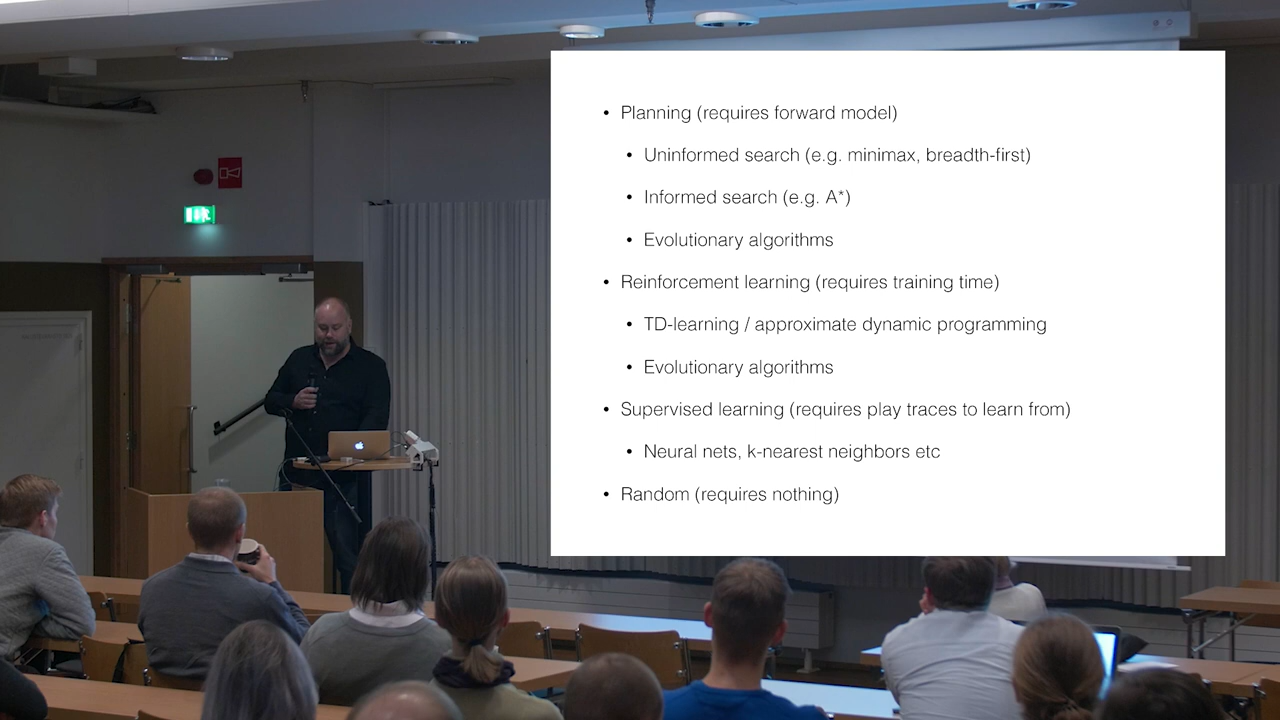 • Planning (requires forward model)
• Uninformed search (e.g. minimax, breadth-first)
• Informed search (e.g. A*)
• Evolutionary algorithms
• Reinforcement learning (requires training time)
• TD-learning / approximate dynamic programming
• Evolutionary algorithms
• Supervised learning (requires play traces to learn from)
• Neural nets, k-nearest neighbors etc
• Random (requires nothing)